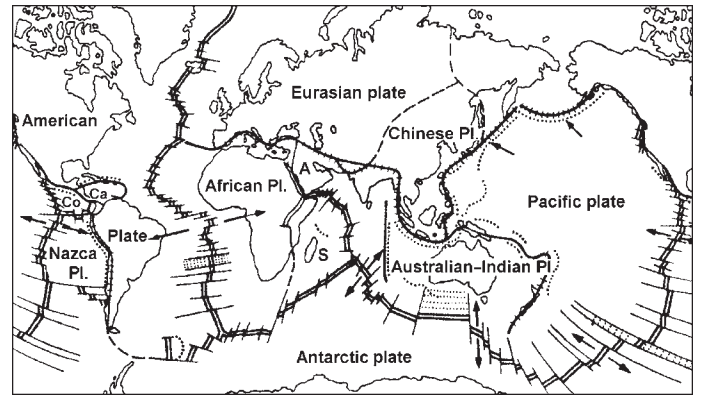 Eurasian plate
American
Chinese Pl.
African Pl.
A
Ca
Co
Pacific plate
Plate
Nazca
Pl.
S
Australian–Indian Pl
Antarctic plate